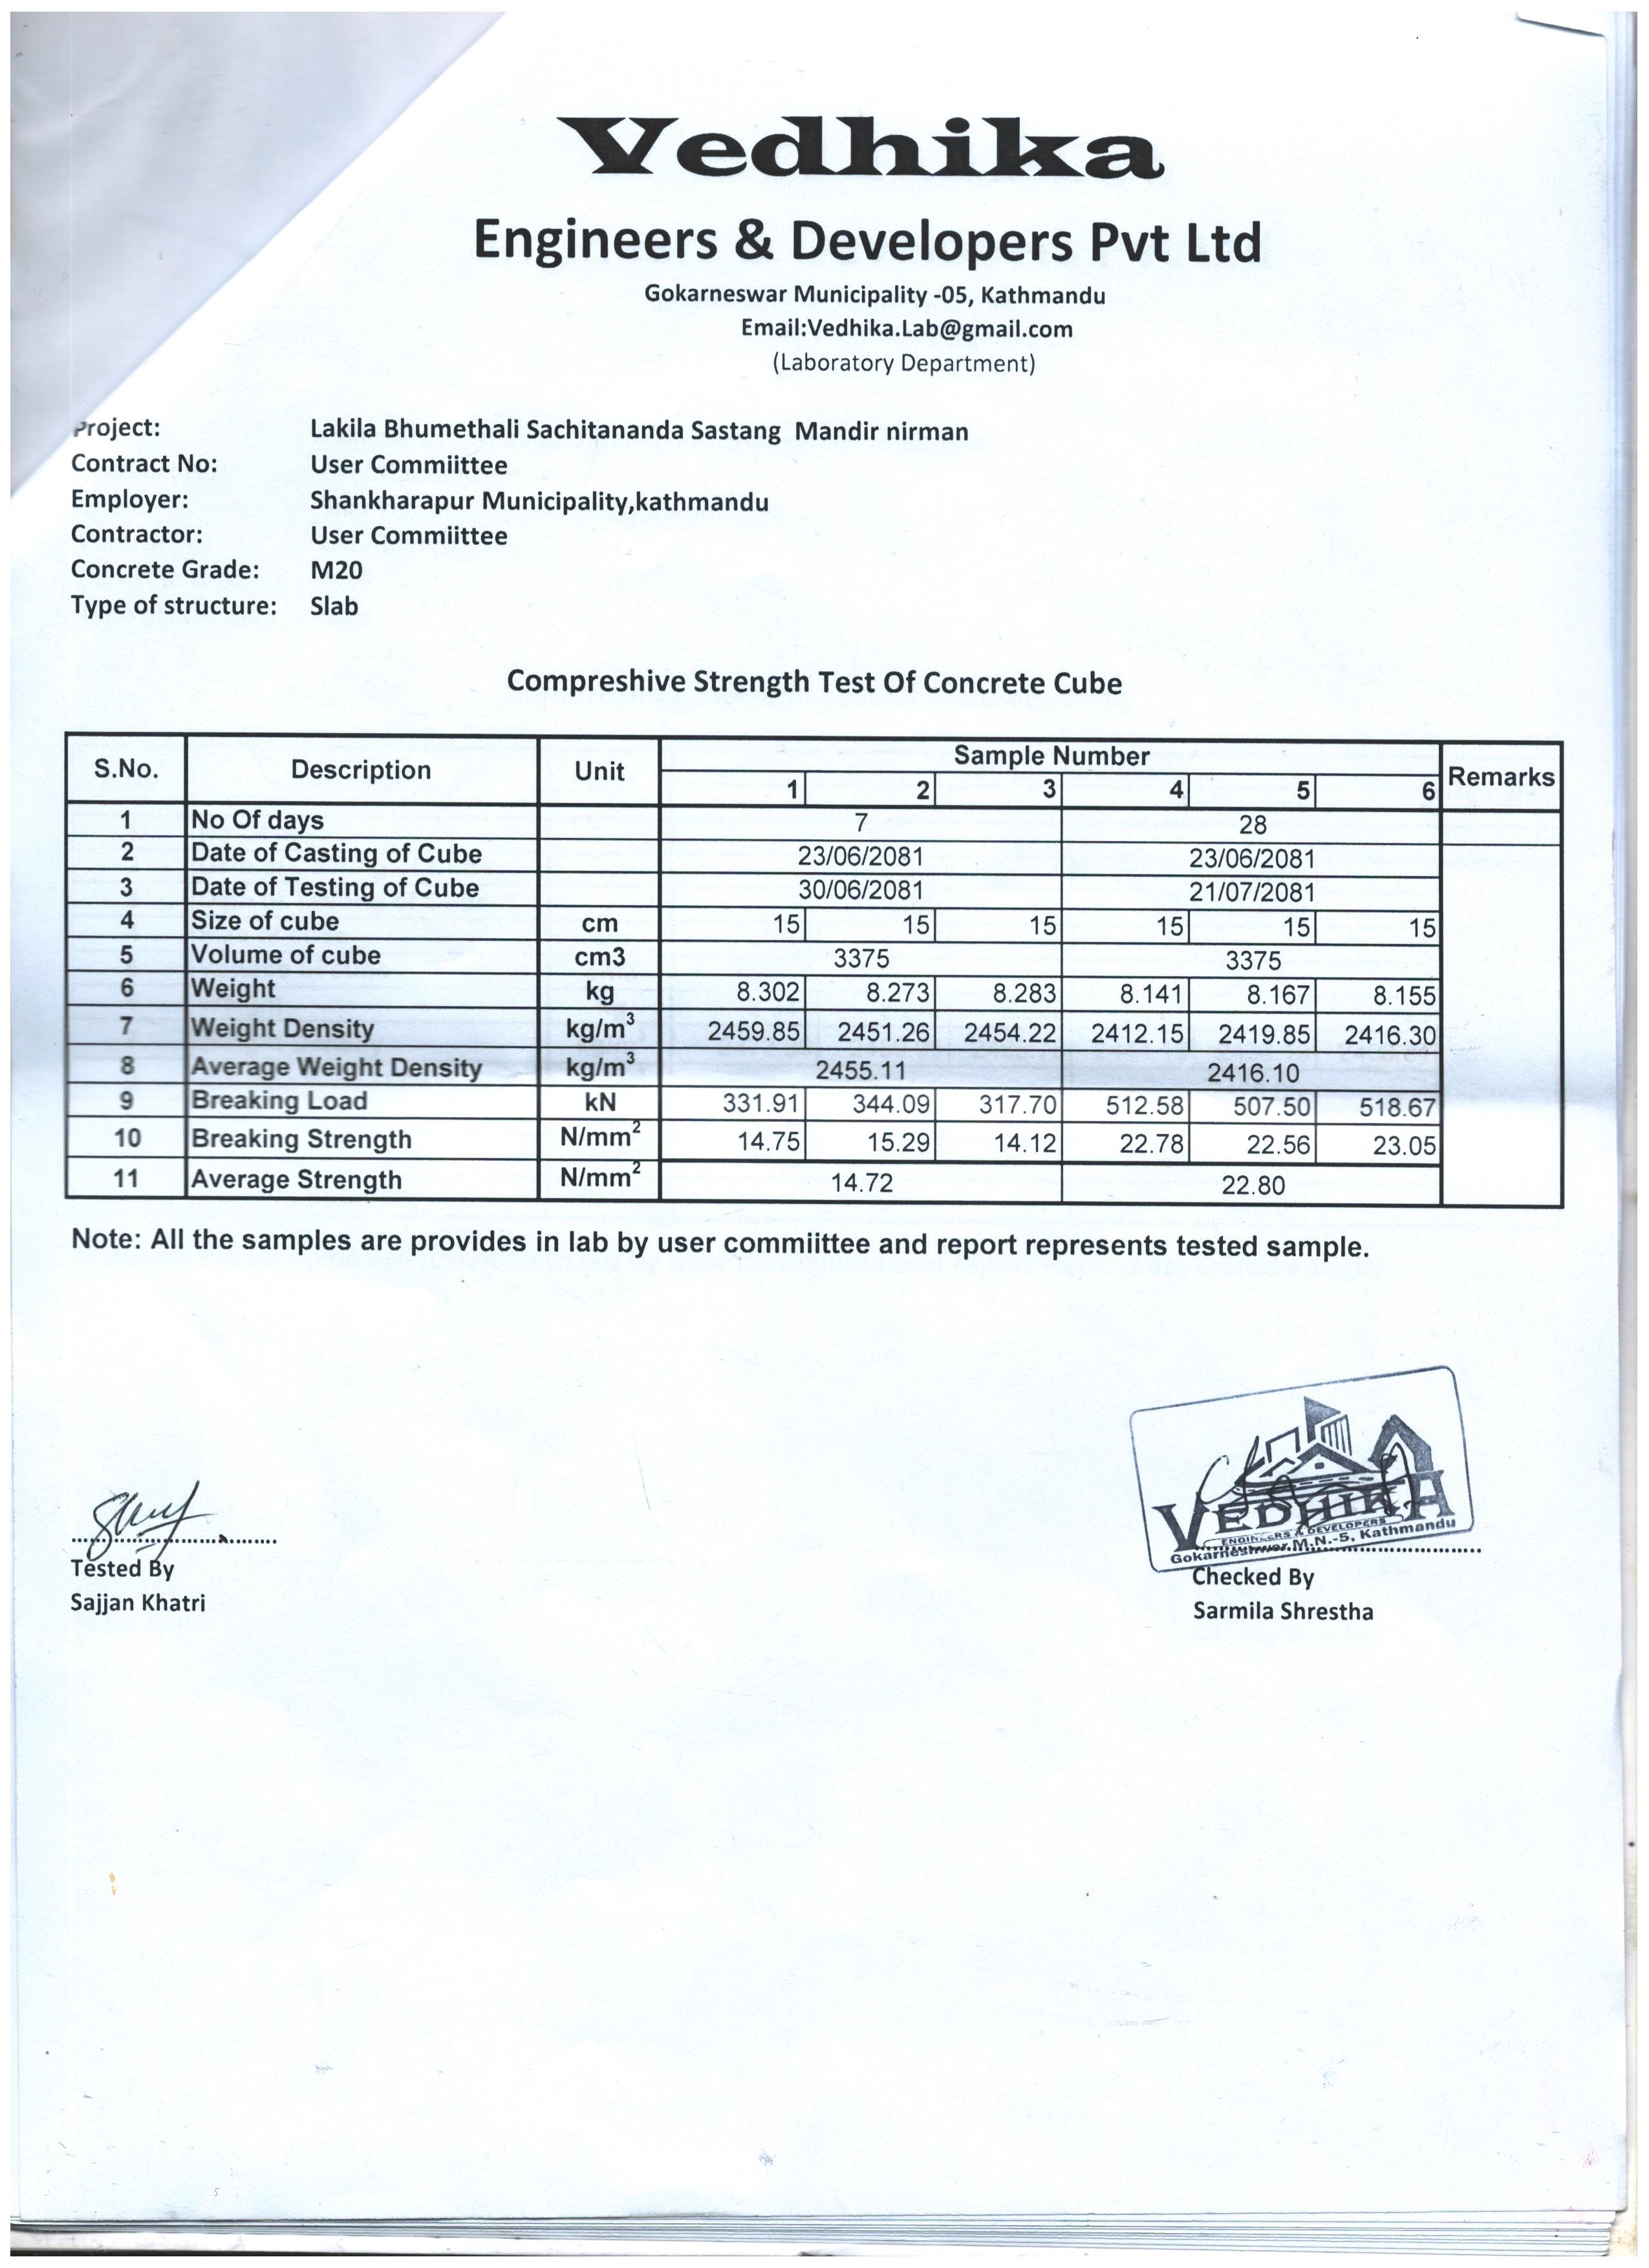 Vedhika
Engineers & Developers Pvt Ltd
Gokarneswar Municipality -05, Kathmandu
Email:Vedhika.Lab@gmail.com
(Laboratory Department)
Project: Lakila Bhumethali Sachitananda Sastang Mandir nirman
Contract No: User Commiittee
Employer: Shankharapur Municipality,kathmandu
Contractor: User Commiittee
Concrete Grade: M20
Type of structure: Slab
Compreshive Strength Test Of Concrete Cube
S.No. Description Unit Sample Number Remarks
1 2 3 4 5 6
1 No Of days 7 28
2 Date of Casting of Cube 23/06/2081 23/06/2081
3 Date of Testing of Cube 30/06/2081 21/07/2081
4 Size of cube cm 15 15 15 15 15 15
5 Volume of cube cm3 3375 3375
6 Weight kg 8.302 8.273 8.283 8.141 8.167 8.155
7 Weight Density kg/m³ 2459.85 2451.26 2454.22 2412.15 2419.85 2416.30
8 Average Weight Density kg/m³ 2455.11 2416.10
9 Breaking Load kN 331.91 344.09 317.70 512.58 507.50 518.67
10 Breaking Strength N/mm² 14.75 15.29 14.12 22.78 22.56 23.05
11 Average Strength N/mm² 14.72 22.80
Note: All the samples are provides in lab by user commiittee and report represents tested sample.
VEDHIKA
ENGINEERS & DEVELOPERS
Gokarneshwor M.N.-5, Kathmandu
Tested By
Sajjan Khatri
Checked By
Sarmila Shrestha